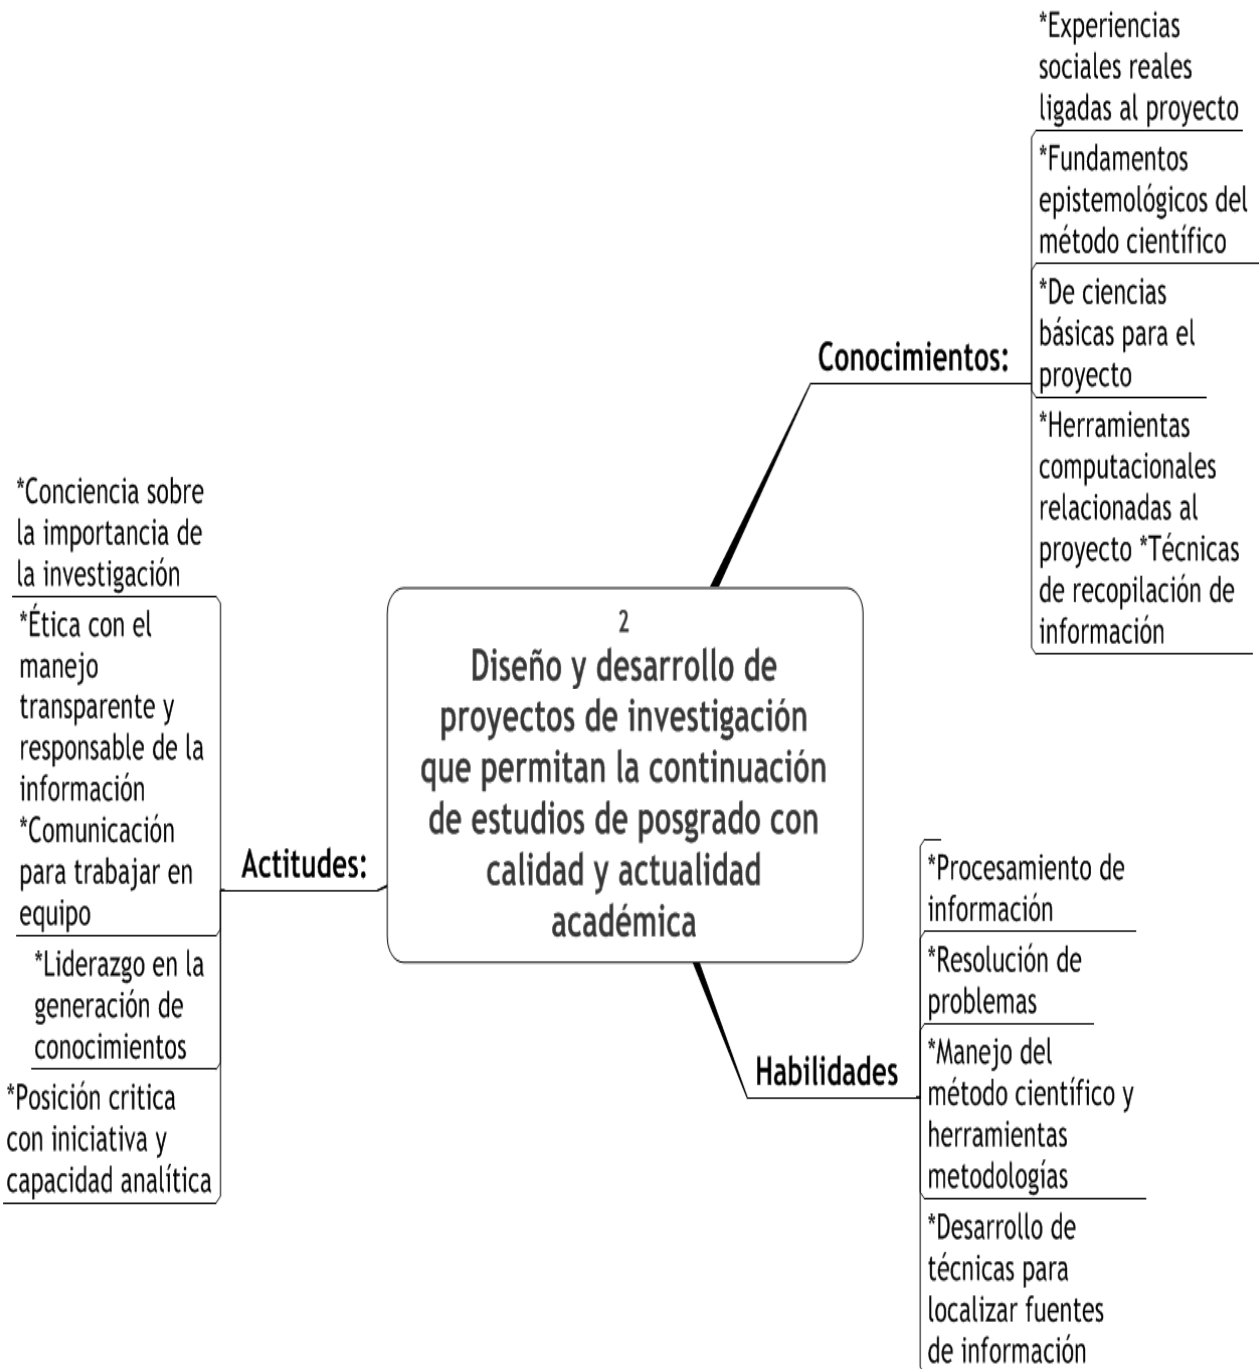 *Experiencias
sociales reales
ligadas al proyecto
*Fundamentos
epistemológicos del
método científico
*De ciencias
básicas para el
proyecto
*Herramientas
computacionales
relacionadas al
proyecto *Técnicas
de recopilación de
información
Conocimientos:
2
Diseño y desarrollo de
proyectos de investigación
que permitan la continuación
de estudios de posgrado con
calidad y actualidad
académica
Actitudes:
*Conciencia sobre
la importancia de
la investigación
*Ética con el
manejo
transparente y
responsable de la
información
*Comunicación
para trabajar en
equipo
*Liderazgo en la
generación de
conocimientos
*Posición critica
con iniciativa y
capacidad analítica
Habilidades
*Procesamiento de
información
*Resolución de
problemas
*Manejo del
método científico y
herramientas
metodologías
*Desarrollo de
técnicas para
localizar fuentes
de información